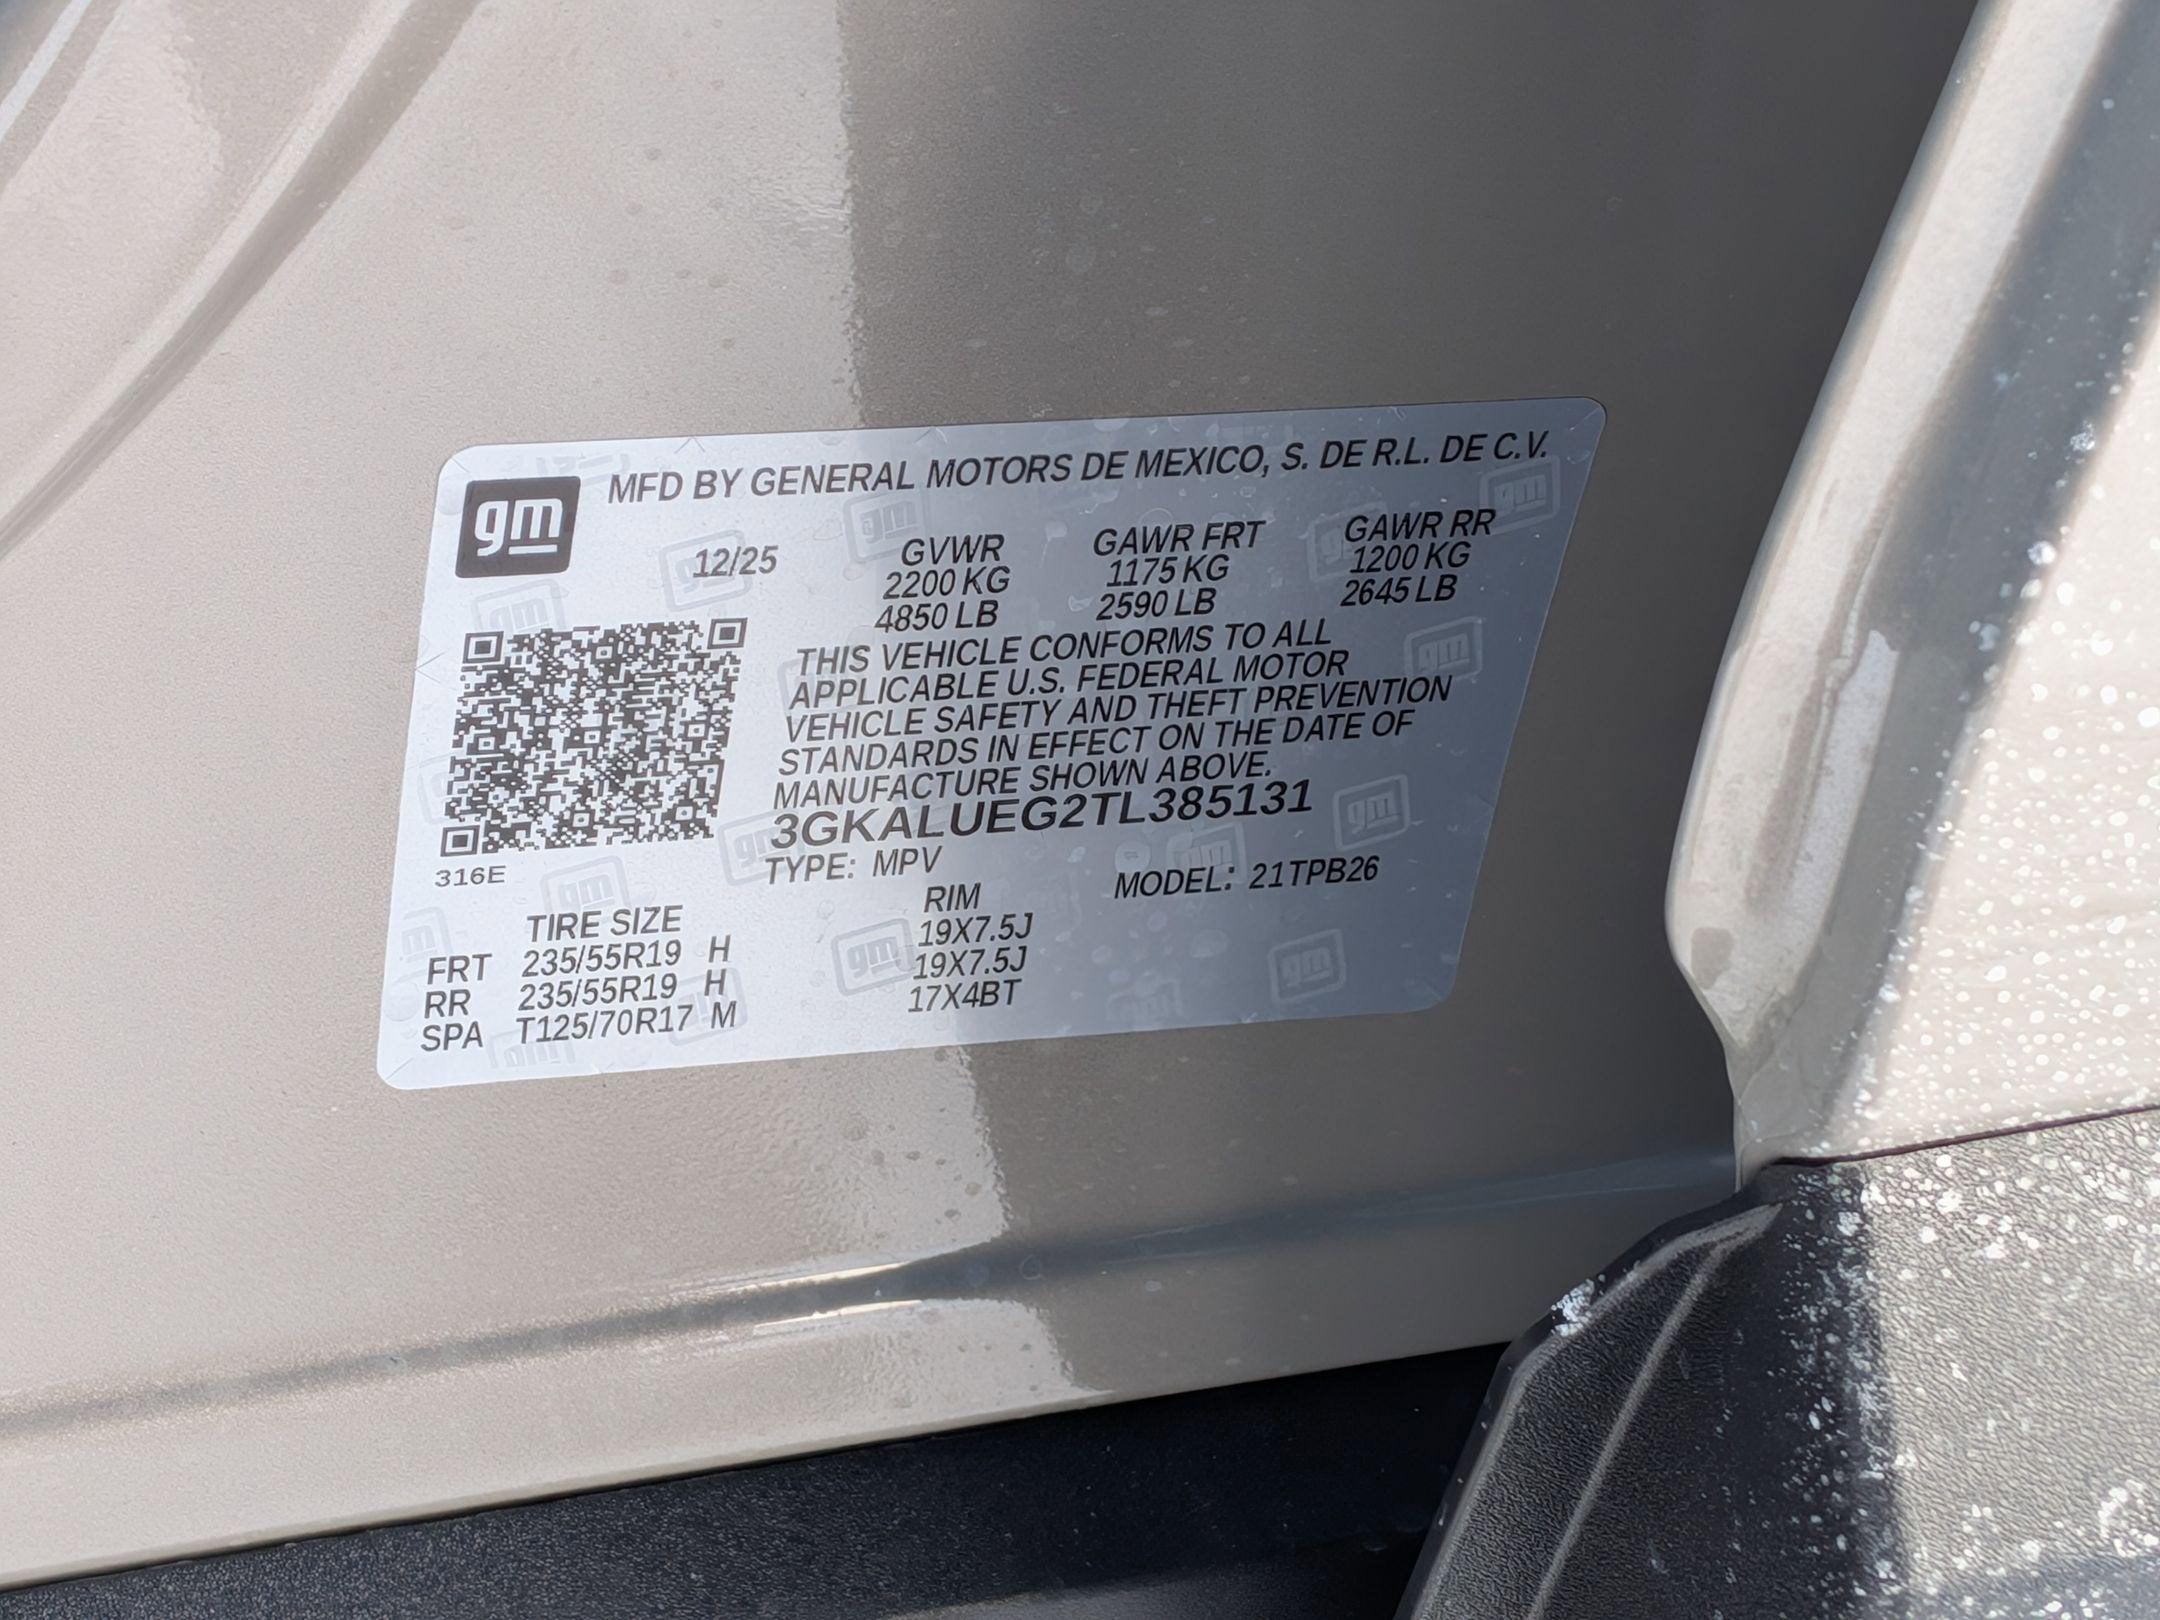 gm
MFD BY GENERAL MOTORS DE MEXICO, S. DE R.L. DE C.V.
12/25 GVWR GAWR FRT GAWR RR
2200 KG 1175 KG 1200 KG
4850 LB 2590 LB 2645 LB
THIS VEHICLE CONFORMS TO ALL
APPLICABLE U.S. FEDERAL MOTOR
VEHICLE SAFETY AND THEFT PREVENTION
STANDARDS IN EFFECT ON THE DATE OF
MANUFACTURE SHOWN ABOVE.
3GKALUEG2TL385131
316E
TYPE: MPV MODEL: 21TPB26
TIRE SIZE RIM
FRT 235/55R19 H 19X7.5J
RR 235/55R19 H 19X7.5J
SPA T125/70R17 M 17X4BT